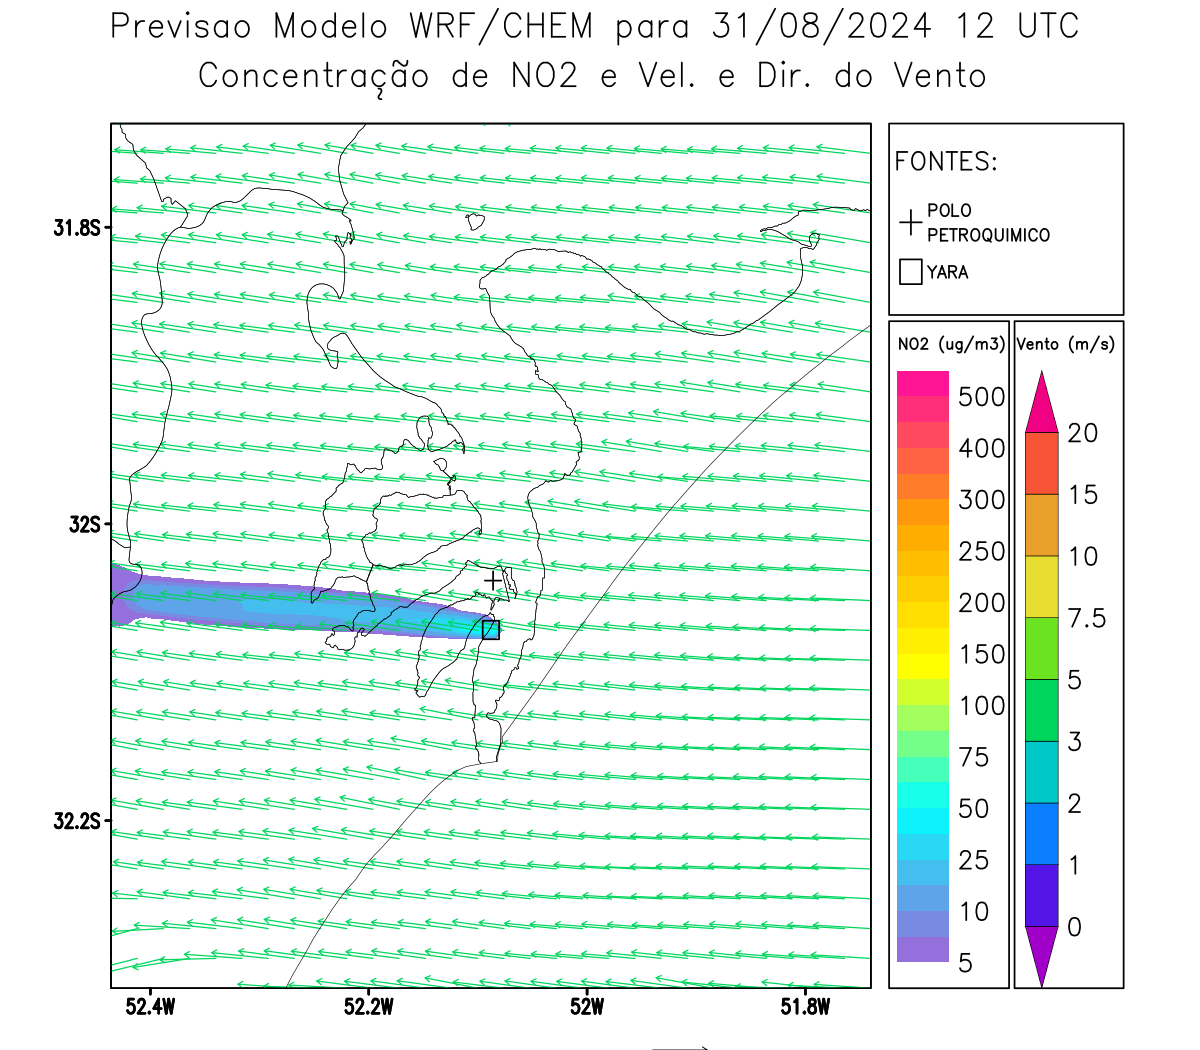 Previsao Modelo WRF/CHEM para 31/08/2024 12 UTC
Concentração de NO2 e Vel. e Dir. do Vento
FONTES:
POLO
PETROQUIMICO
YARA
NO2 (ug/m3)
500
400
300
250
200
150
100
75
50
25
10
5
Vento (m/s)
20
15
10
7.5
5
3
2
1
0
31.8S
32S
32.2S
52.4W
52.2W
52W
51.8W